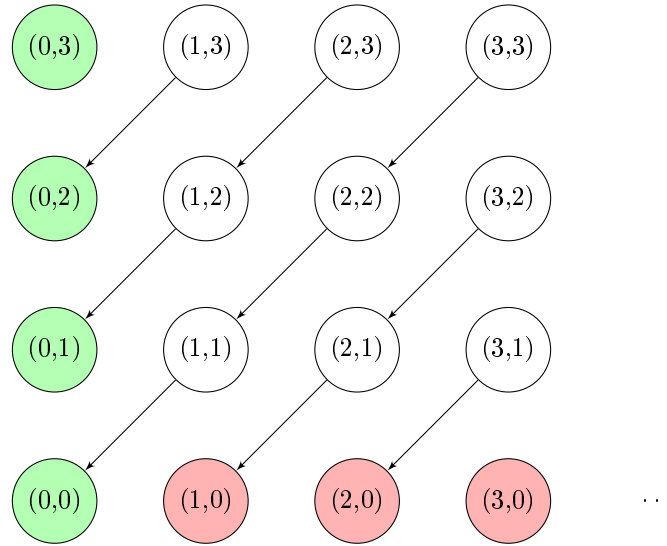 (0,3) (1,3) (2,3) (3,3)
(0,2) (1,2) (2,2) (3,2)
(0,1) (1,1) (2,1) (3,1)
(0,0) (1,0) (2,0) (3,0) . .